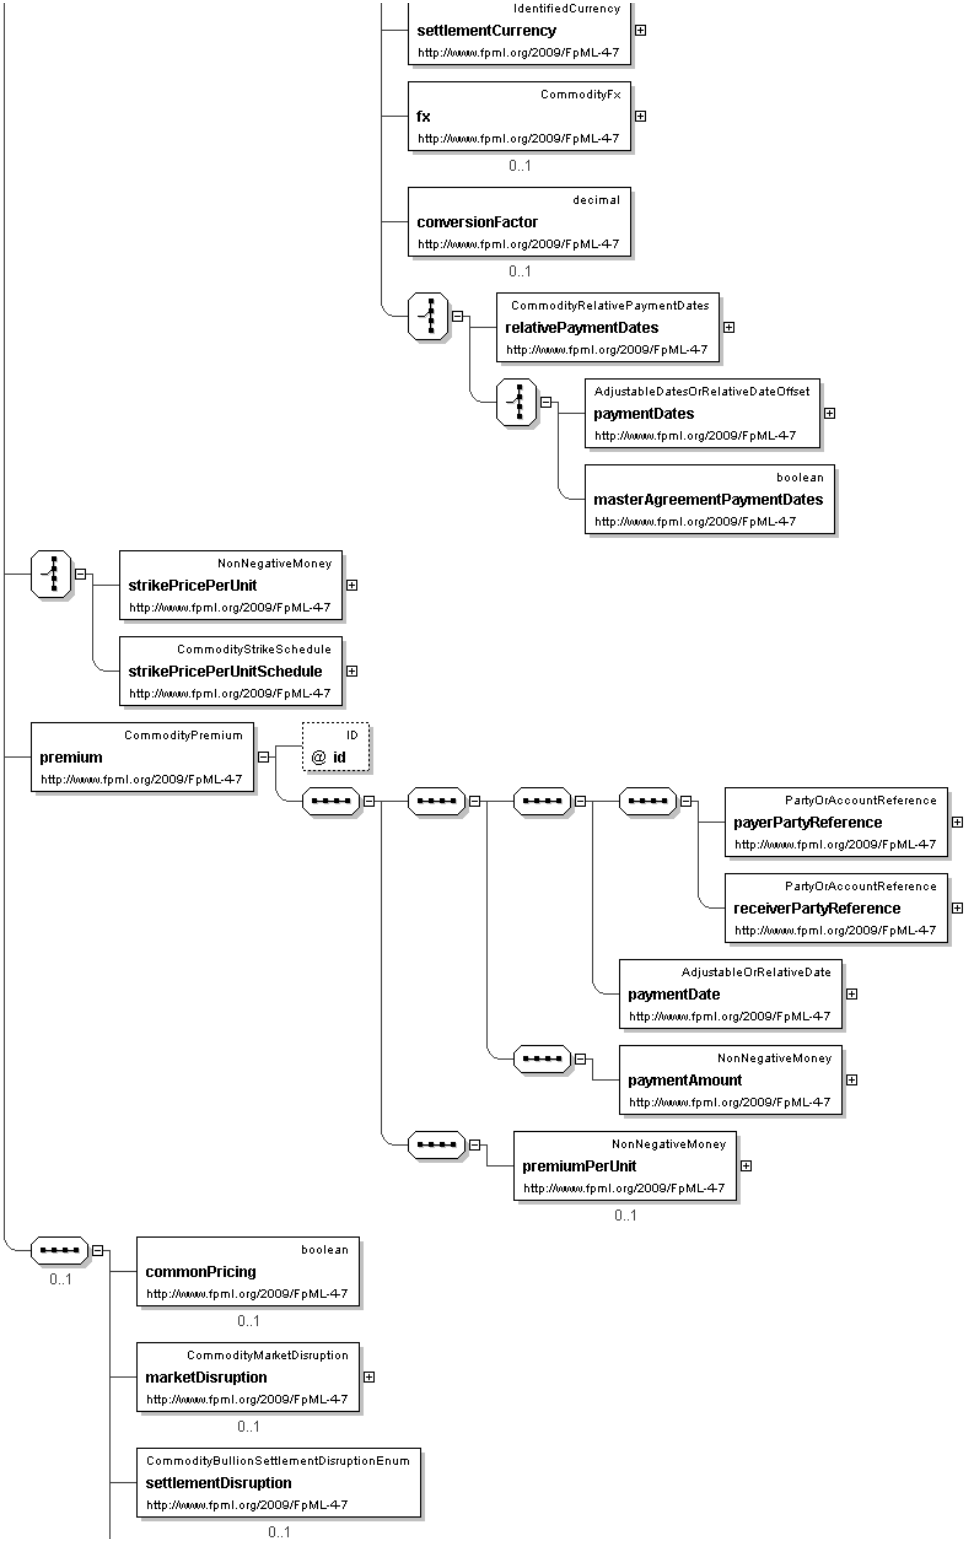 IdentifiedCurrency
settlementCurrency
http://www.fpml.org/2009/FpML-4-7
CommodityFx
fx
http://www.fpml.org/2009/FpML-4-7
0..1
decimal
conversionFactor
http://www.fpml.org/2009/FpML-4-7
0..1
CommodityRelativePaymentDates
relativePaymentDates
http://www.fpml.org/2009/FpML-4-7
AdjustableDatesOrRelativeDateOffset
paymentDates
http://www.fpml.org/2009/FpML-4-7
boolean
masterAgreementPaymentDates
http://www.fpml.org/2009/FpML-4-7
NonNegativeMoney
strikePricePerUnit
http://www.fpml.org/2009/FpML-4-7
CommodityStrikeSchedule
strikePricePerUnitSchedule
http://www.fpml.org/2009/FpML-4-7
CommodityPremium
premium
http://www.fpml.org/2009/FpML-4-7
ID
@ id
PartyOrAccountReference
payerPartyReference
http://www.fpml.org/2009/FpML-4-7
PartyOrAccountReference
receiverPartyReference
http://www.fpml.org/2009/FpML-4-7
AdjustableOrRelativeDate
paymentDate
http://www.fpml.org/2009/FpML-4-7
NonNegativeMoney
paymentAmount
http://www.fpml.org/2009/FpML-4-7
NonNegativeMoney
premiumPerUnit
http://www.fpml.org/2009/FpML-4-7
0..1
0..1
boolean
commonPricing
http://www.fpml.org/2009/FpML-4-7
0..1
CommodityMarketDisruption
marketDisruption
http://www.fpml.org/2009/FpML-4-7
0..1
CommodityBullionSettlementDisruptionEnum
settlementDisruption
http://www.fpml.org/2009/FpML-4-7
0..1